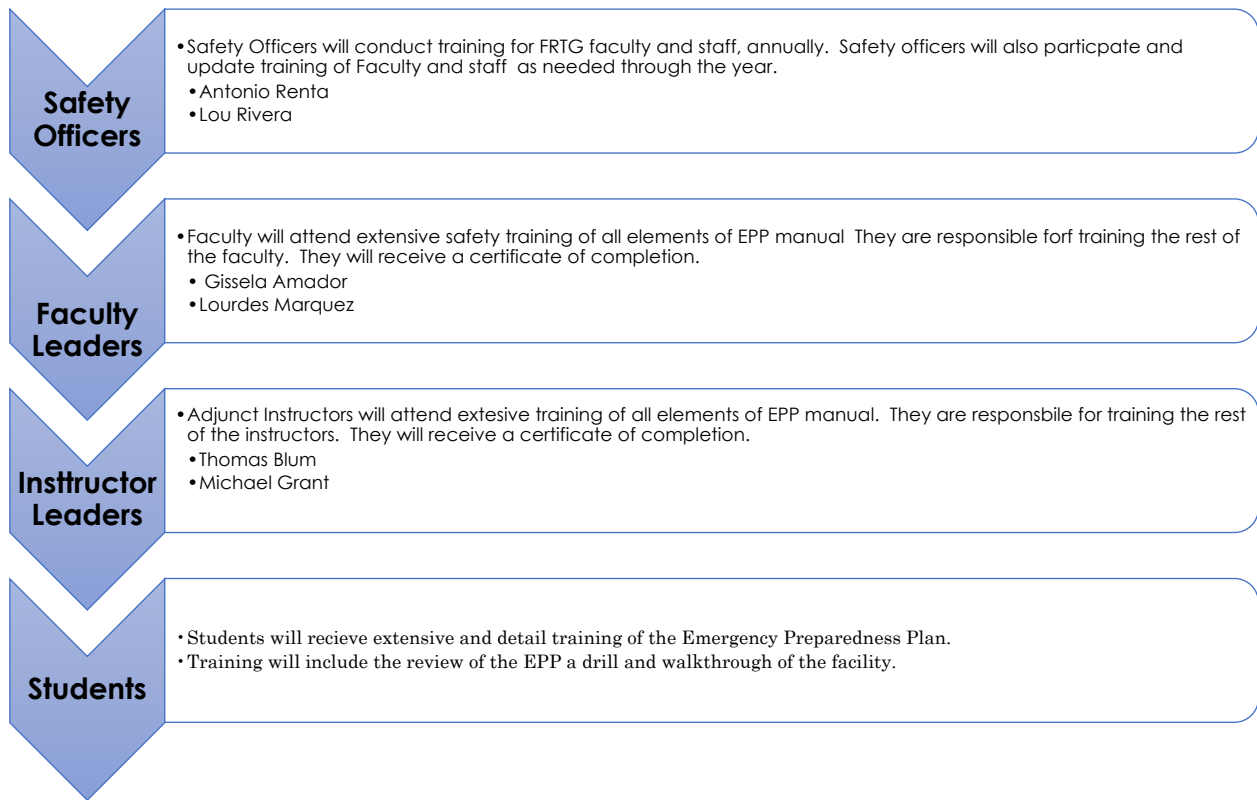 Safety
Officers
•Safety Officers will conduct training for FRTG faculty and staff, annually.  Safety officers will also particpate and
update training of Faculty and staff  as needed through the year.
•Antonio Renta
•Lou Rivera
Faculty
Leaders
•Faculty will attend extensive safety training of all elements of EPP manual  They are responsible forf training the rest of
the faculty.  They will receive a certificate of completion.
• Gissela Amador
•Lourdes Marquez
Insttructor
Leaders
•Adjunct Instructors will attend extesive training of all elements of EPP manual.  They are responsbile for training the rest
of the instructors.  They will receive a certificate of completion.
•Thomas Blum
•Michael Grant
Students
•Students will recieve extensive and detail training of the Emergency Preparedness Plan.
•Training will include the review of the EPP a drill and walkthrough of the facility.